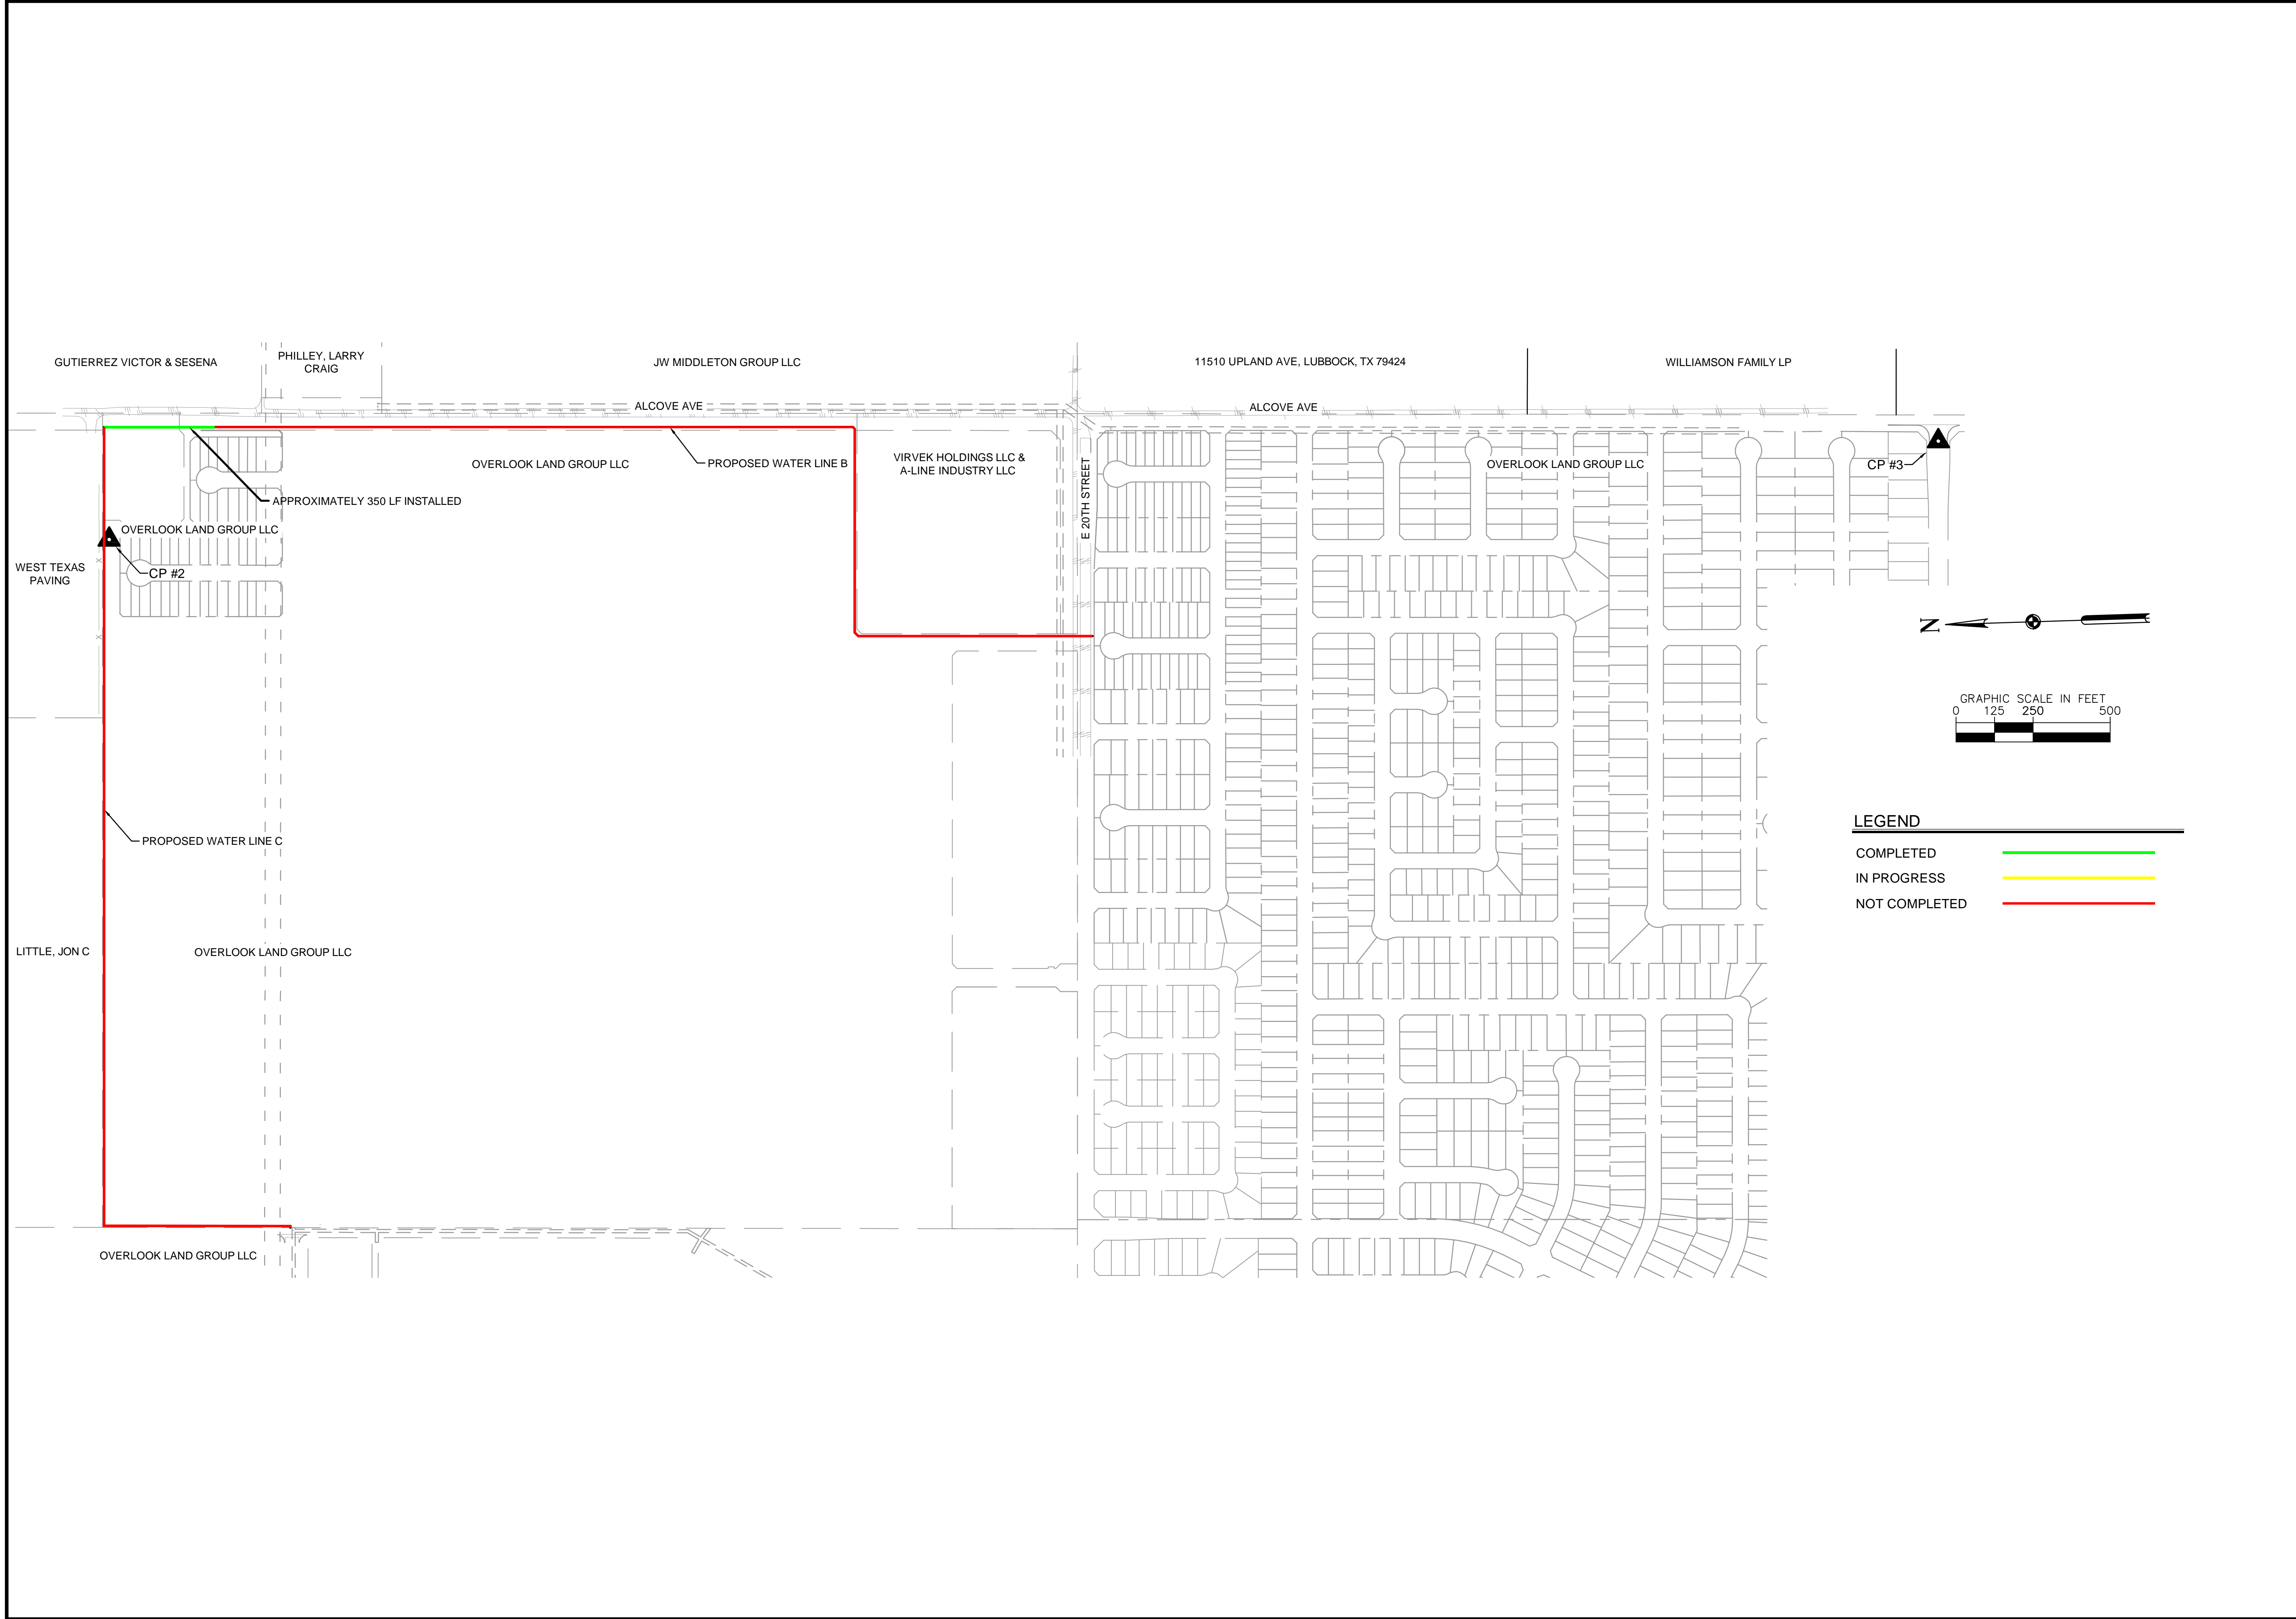 GUTIERREZ VICTOR & SESENA
PHILLEY, LARRY
CRAIG
JW MIDDLETON GROUP LLC
11510 UPLAND AVE, LUBBOCK, TX 79424
WILLIAMSON FAMILY LP
ALCOVE AVE
ALCOVE AVE
OVERLOOK LAND GROUP LLC
PROPOSED WATER LINE B
VIRVEK HOLDINGS LLC &
A-LINE INDUSTRY LLC
E 20TH STREET
OVERLOOK LAND GROUP LLC
CP #3
APPROXIMATELY 350 LF INSTALLED
OVERLOOK LAND GROUP LLC
WEST TEXAS
PAVING
CP #2
N
GRAPHIC SCALE IN FEET
0 125 250 500
PROPOSED WATER LINE C
LEGEND
COMPLETED
IN PROGRESS
NOT COMPLETED
LITTLE, JON C
OVERLOOK LAND GROUP LLC
OVERLOOK LAND GROUP LLC